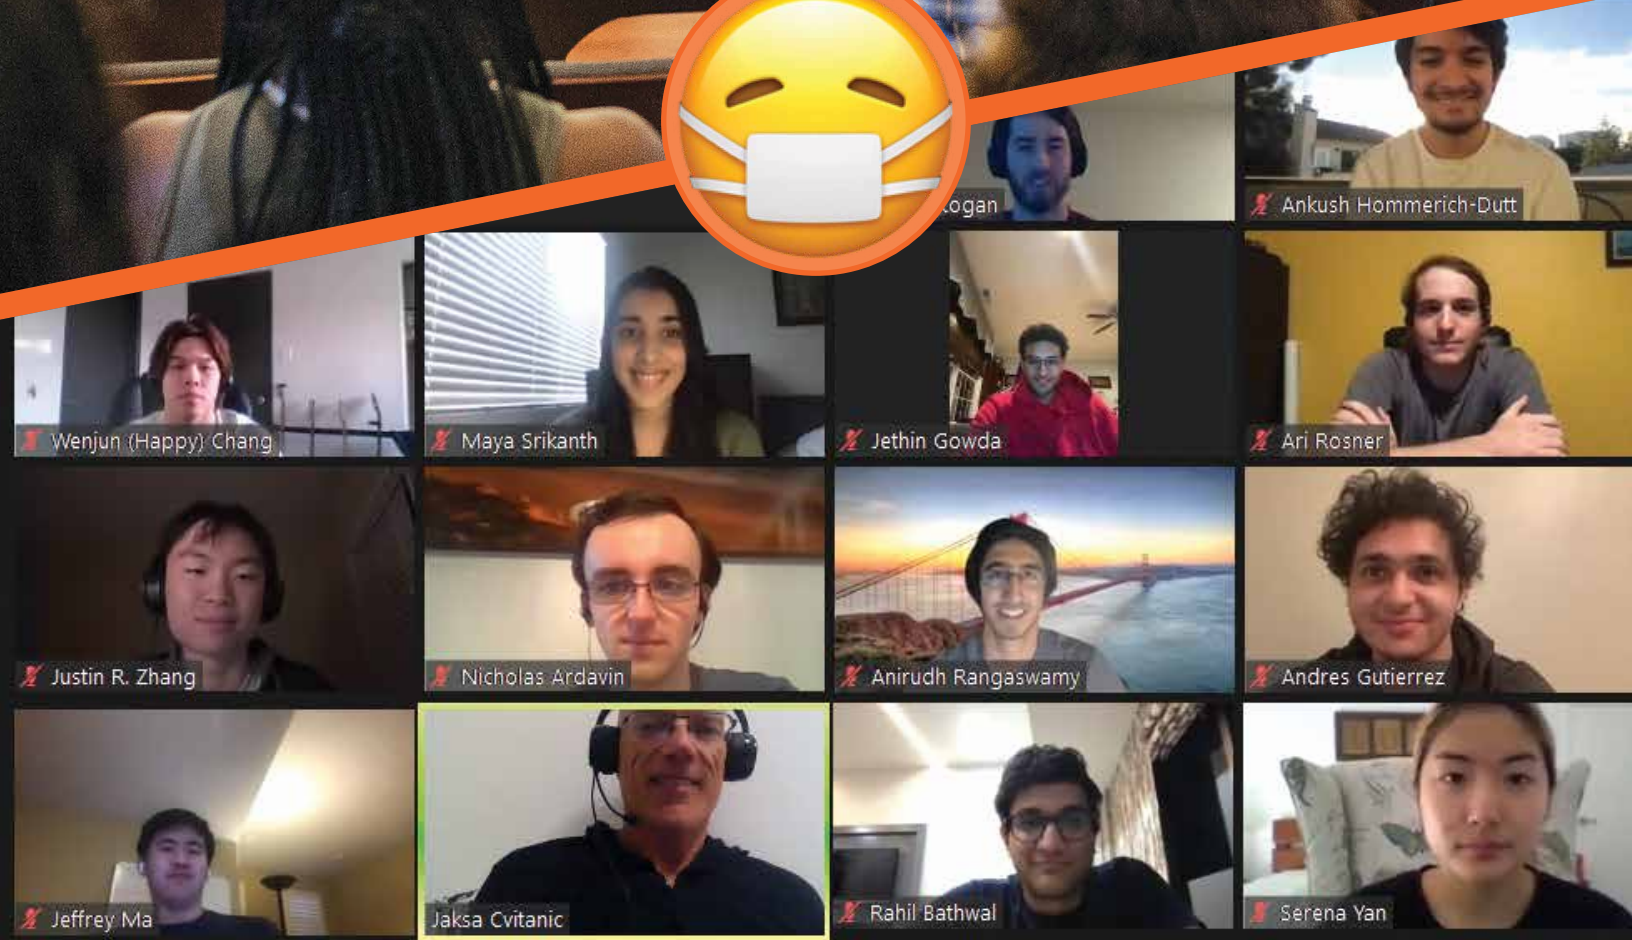 ogan
Ankush Hommerich-Dutt
Wenjun (Happy) Chang
Maya Srikanth
Jethin Gowda
Ari Rosner
Justin R. Zhang
Nicholas Ardavin
Anirudh Rangaswamy
Andres Gutierrez
Jeffrey Ma
Jaksa Cvitanic
Rahil Bathwal
Serena Yan